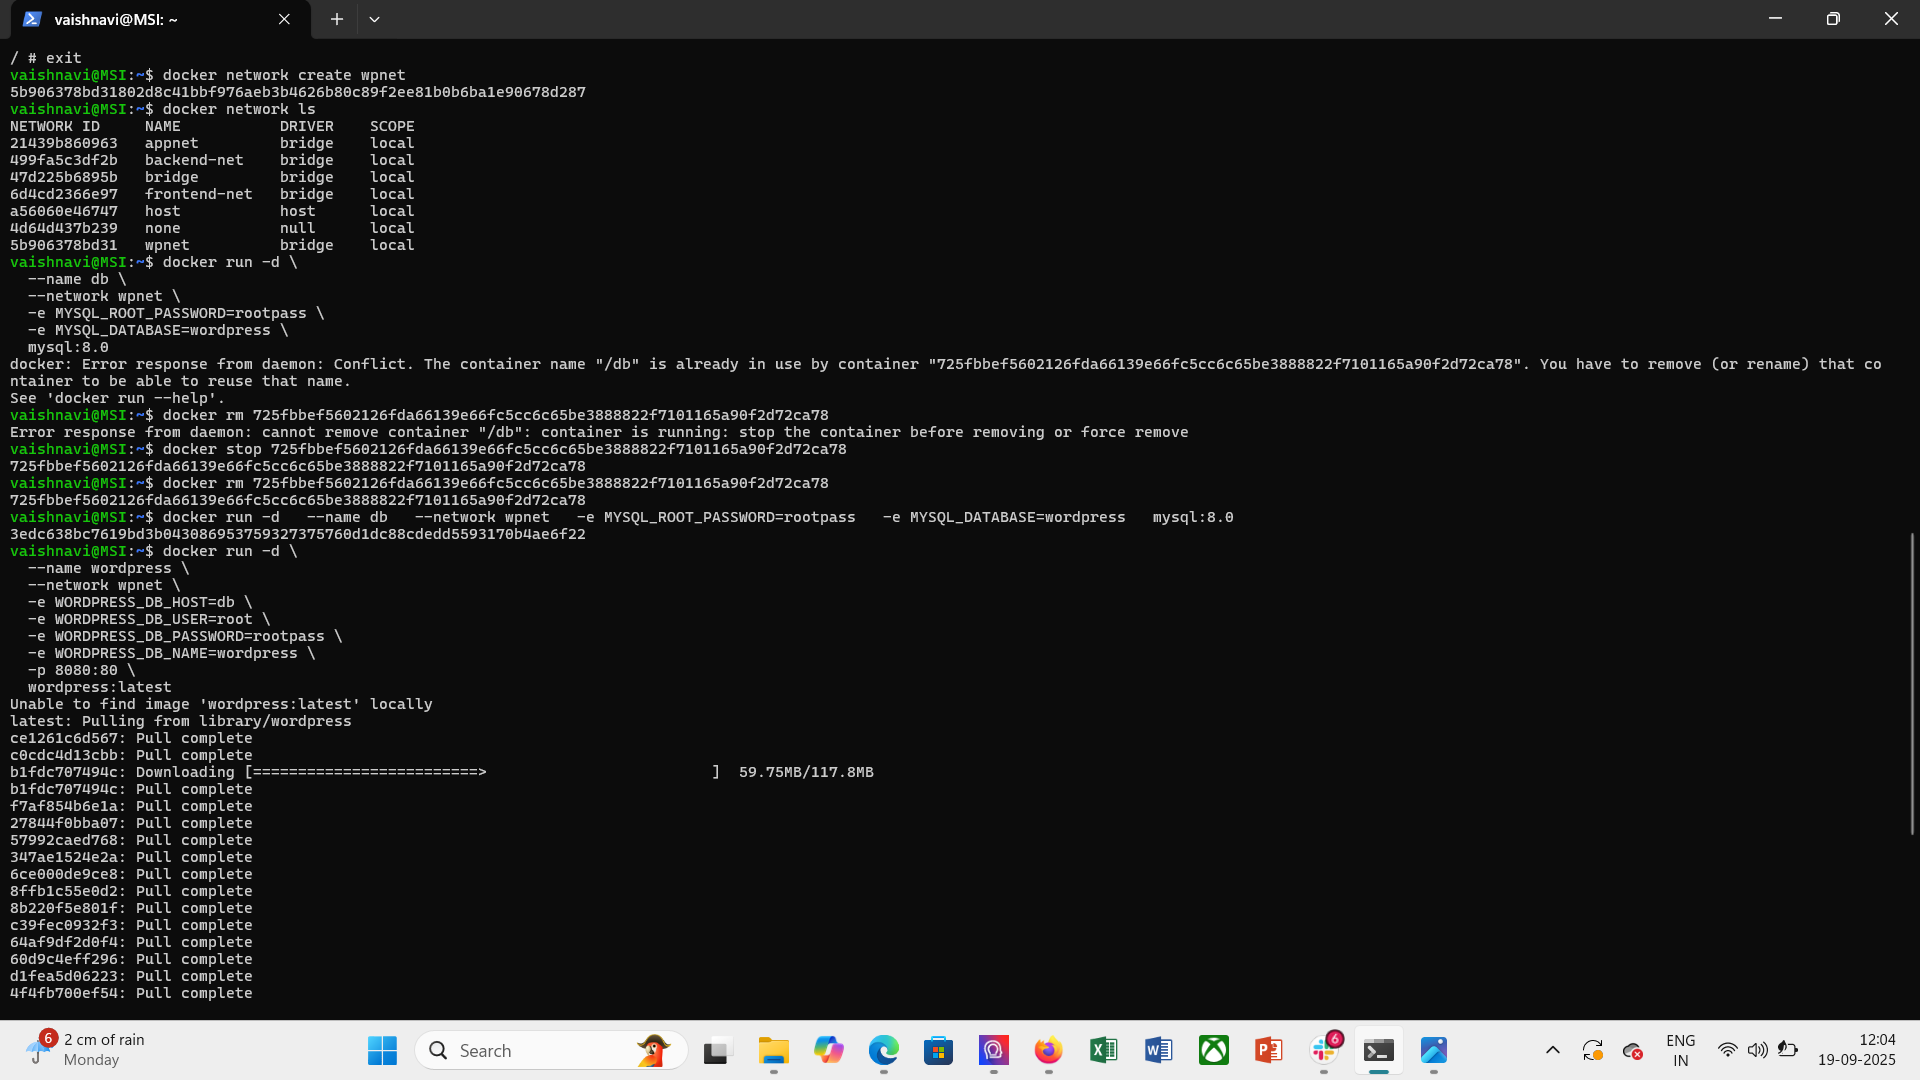 vaishnavi@MSI: ~
/ # exit
vaishnavi@MSI:~$ docker network create wpnet
5b906378bd31802d8c41bbf976aeb3b4626b80c89f2ee81b0b6ba1e90678d287
vaishnavi@MSI:~$ docker network ls
NETWORK ID     NAME           DRIVER    SCOPE
21439b860963   appnet         bridge    local
499fa5c3df2b   backend-net    bridge    local
47d225b6895b   bridge         bridge    local
6d4cd2366e97   frontend-net   bridge    local
a56060e46747   host           host      local
4d64d437b239   none           null      local
5b906378bd31   wpnet          bridge    local
vaishnavi@MSI:~$ docker run -d \
  --name db \
  --network wpnet \
  -e MYSQL_ROOT_PASSWORD=rootpass \
  -e MYSQL_DATABASE=wordpress \
  mysql:8.0
docker: Error response from daemon: Conflict. The container name "/db" is already in use by container "725fbbef5602126fda66139e66fc5cc6c65be3888822f7101165a90f2d72ca78". You have to remove (or rename) that co
ntainer to be able to reuse that name.
See 'docker run --help'.
vaishnavi@MSI:~$ docker rm 725fbbef5602126fda66139e66fc5cc6c65be3888822f7101165a90f2d72ca78
Error response from daemon: cannot remove container "/db": container is running: stop the container before removing or force remove
vaishnavi@MSI:~$ docker stop 725fbbef5602126fda66139e66fc5cc6c65be3888822f7101165a90f2d72ca78
725fbbef5602126fda66139e66fc5cc6c65be3888822f7101165a90f2d72ca78
vaishnavi@MSI:~$ docker rm 725fbbef5602126fda66139e66fc5cc6c65be3888822f7101165a90f2d72ca78
725fbbef5602126fda66139e66fc5cc6c65be3888822f7101165a90f2d72ca78
vaishnavi@MSI:~$ docker run -d   --name db   --network wpnet   -e MYSQL_ROOT_PASSWORD=rootpass   -e MYSQL_DATABASE=wordpress   mysql:8.0
3edc638bc7619bd3b043086953759327375760d1dc88cdedd5593170b4ae6f22
vaishnavi@MSI:~$ docker run -d \
  --name wordpress \
  --network wpnet \
  -e WORDPRESS_DB_HOST=db \
  -e WORDPRESS_DB_USER=root \
  -e WORDPRESS_DB_PASSWORD=rootpass \
  -e WORDPRESS_DB_NAME=wordpress \
  -p 8080:80 \
  wordpress:latest
Unable to find image 'wordpress:latest' locally
latest: Pulling from library/wordpress
ce1261c6d567: Pull complete
c0cdc4d13cbb: Pull complete
b1fdc707494c: Downloading [=========================>                         ]  59.75MB/117.8MB
b1fdc707494c: Pull complete
f7af854b6e1a: Pull complete
27844f0bba07: Pull complete
57992caed768: Pull complete
347ae1524e2a: Pull complete
6ce000de9ce8: Pull complete
8ffb1c55e0d2: Pull complete
8b220f5e801f: Pull complete
c39fec0932f3: Pull complete
64af9df2d0f4: Pull complete
60d9c4eff296: Pull complete
d1fea5d06223: Pull complete
4f4fb700ef54: Pull complete
6
2 cm of rain
Monday
Search
6
ENG
IN
12:04
19-09-2025